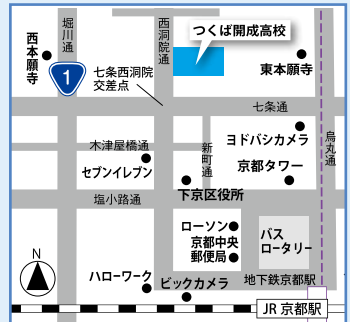 つくば開成高校
堀川通
西洞院通
西本願寺
1
七条西洞院
交差点
東本願寺
七条通
烏丸通
ヨドバシカメラ
木津屋橋通
新町通
セブンイレブン
京都タワー
下京区役所
塩小路通
ローソン
京都中央
郵便局
バス
ロータリー
N
ハローワーク
ビックカメラ
地下鉄京都駅
JR 京都駅